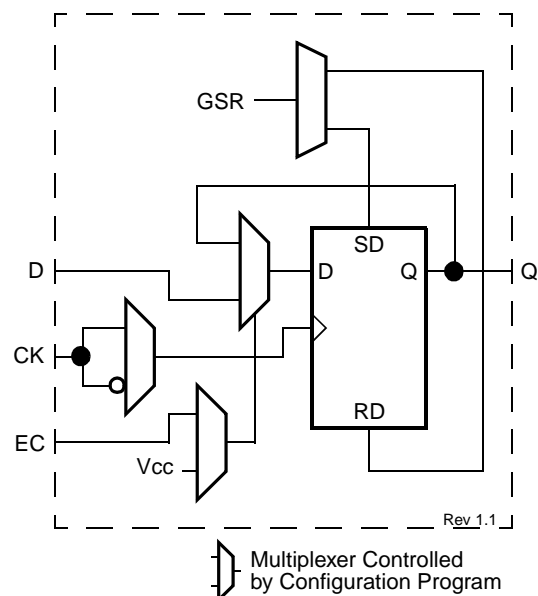 GSR
SD
D
D
Q
Q
CK
RD
EC
Vcc
Rev 1.1
Multiplexer Controlled
by Configuration Program